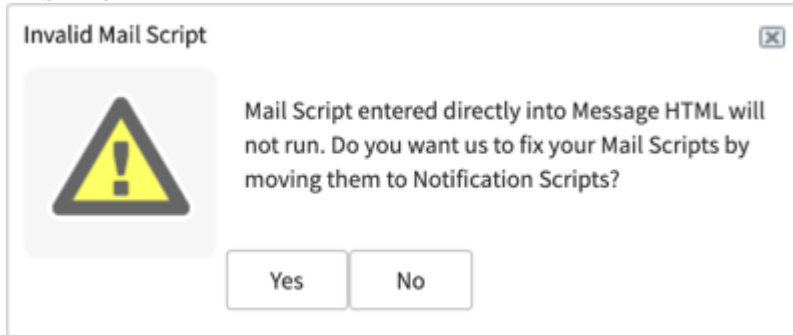 Invalid Mail Script
Mail Script entered directly into Message HTML will
not run. Do you want us to fix your Mail Scripts by
moving them to Notification Scripts?
Yes No